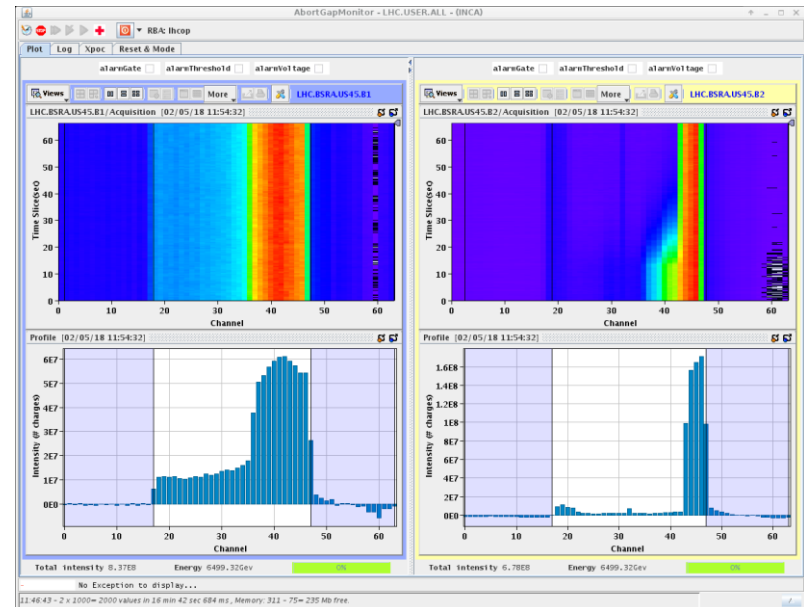 AbortGapMonitor - LHC.USER.ALL - (INCA)
RBA: lhcop
Plot Log Xpoc Reset & Mode
alarmGate alarmThreshold alarmVoltage
alarmGate alarmThreshold alarmVoltage
Views More LHC.BSRA.US45.B1
Views More LHC.BSRA.US45.B2
LHC.BSRA.US45.B1/Acquisition [02/05/18 11:54:32]
LHC.BSRA.US45.B2/Acquisition [02/05/18 11:54:32]
Time Slice(sec)
60
50
40
30
20
10
0
0 10 20 30 40 50 60
Channel
Time Slice(sec)
60
50
40
30
20
10
0
0 10 20 30 40 50 60
Channel
Profile [02/05/18 11:54:32]
Profile [02/05/18 11:54:32]
Intensity (# charges)
6E7
5E7
4E7
3E7
2E7
1E7
0E0
0 10 20 30 40 50 60
Channel
Intensity (# charges)
1.6E8
1.4E8
1.2E8
1E8
8E7
6E7
4E7
2E7
0E0
0 10 20 30 40 50 60
Channel
Total intensity 8.37E8 Energy 6499.32Gev 0%
Total intensity 6.78E8 Energy 6499.32Gev 0%
No Exception to display...
11:46:43 - 2 x 1000= 2000 values in 16 min 42 sec 684 ms , Memory: 311 - 75= 235 Mb free.